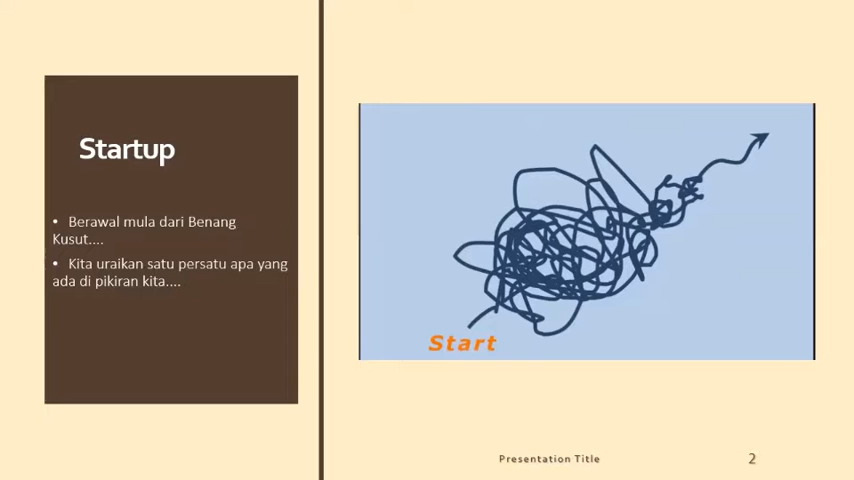 Startup
• Berawal mula dari Benang
Kusut....
• Kita uraikan satu persatu apa yang
ada di pikiran kita....
Start
Presentation Title
2